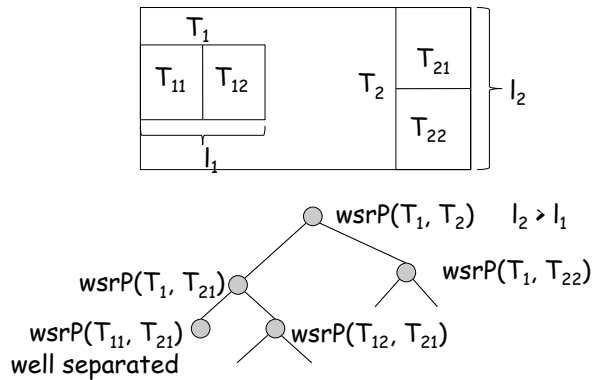 T₁
T₁₁ T₁₂ T₂ T₂₁ l₂
T₂₂
l₁
wsrP(T₁, T₂) l₂ > l₁
wsrP(T₁, T₂₁) wsrP(T₁, T₂₂)
wsrP(T₁₁, T₂₁) wsrP(T₁₂, T₂₁)
well separated